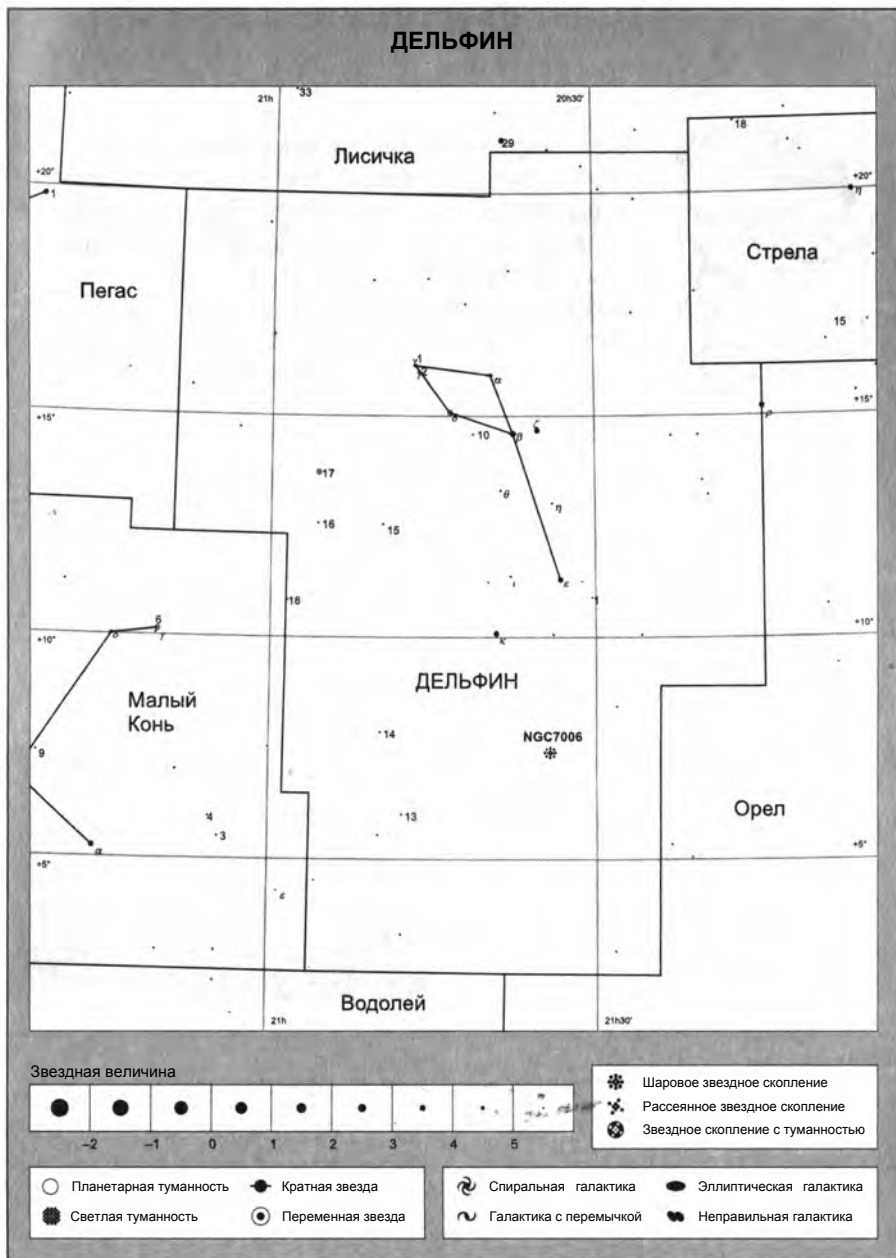 ДЕЛЬФИН
21h
33
20h30'
18
29
Лисичка
+20°
+20°
1
η
Стрела
Пегас
15
1
2
α
+15°
+15°
ρ
δ
ζ
10
β
17
θ
η
16
15
ι
ε
18
1
6
+10°
+10°
δ
γ
κ
ДЕЛЬФИН
Малый
Конь
14
NGC7006
9
Орел
4
13
3
α
+5°
+5°
ε
Водолей
21h
21h30'
Звездная величина
−2 −1 0 1 2 3 4 5
Шаровое звездное скопление
Рассеянное звездное скопление
Звездное скопление с туманностью
Планетарная туманность
Кратная звезда
Светлая туманность
Переменная звезда
Спиральная галактика
Эллиптическая галактика
Галактика с перемычкой
Неправильная галактика